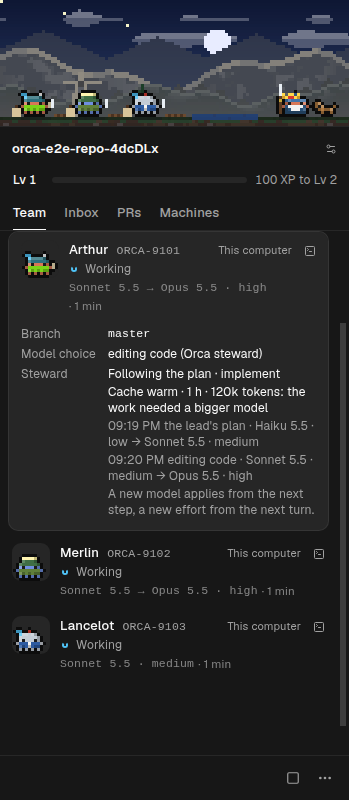 orca-e2e-repo-4dcDLx
Lv 1 100 XP to Lv 2
Team Inbox PRs Machines
Arthur ORCA-9101 This computer
Working
Sonnet 5.5 → Opus 5.5 · high
· 1 min
Branch master
Model choice editing code (Orca steward)
Steward Following the plan · implement
Cache warm · 1 h · 120k tokens: the
work needed a bigger model
09:19 PM the lead's plan · Haiku 5.5 ·
low → Sonnet 5.5 · medium
09:20 PM editing code · Sonnet 5.5 ·
medium → Opus 5.5 · high
A new model applies from the next
step, a new effort from the next turn.
Merlin ORCA-9102 This computer
Working
Sonnet 5.5 → Opus 5.5 · high · 1 min
Lancelot ORCA-9103 This computer
Working
Sonnet 5.5 · medium · 1 min